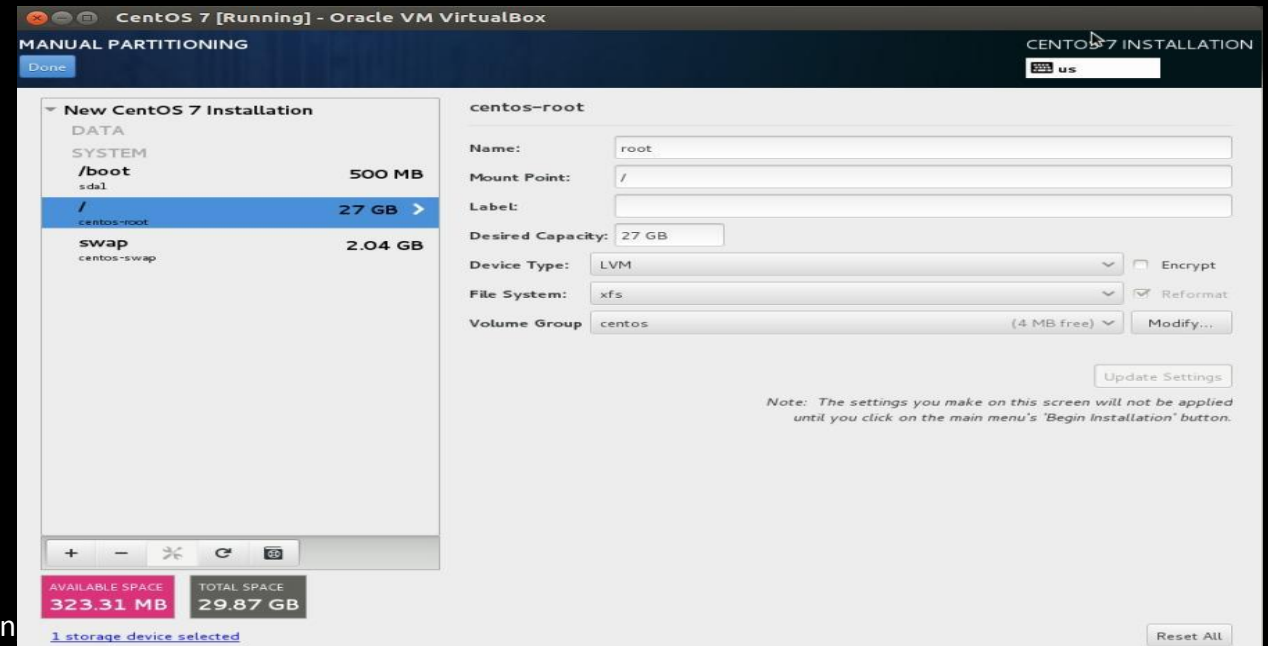 CentOS 7 [Running] - Oracle VM VirtualBox
MANUAL PARTITIONING
CENTOS 7 INSTALLATION
Done
us
New CentOS 7 Installation
DATA
SYSTEM
/boot 500 MB
sda1
/ 27 GB
centos-root
swap 2.04 GB
centos-swap
centos-root
Name: root
Mount Point: /
Label:
Desired Capacity: 27 GB
Device Type: LVM Encrypt
File System: xfs Reformat
Volume Group centos (4 MB free) Modify...
Update Settings
Note: The settings you make on this screen will not be applied
until you click on the main menu's 'Begin Installation' button.
AVAILABLE SPACE
323.31 MB
TOTAL SPACE
29.87 GB
n
1 storage device selected
Reset All